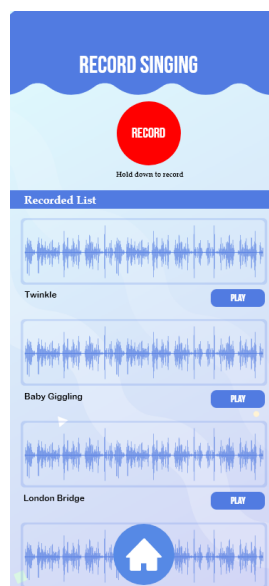 RECORD SINGING
RECORD
Hold down to record
Recorded List
Twinkle
PLAY
Baby Giggling
PLAY
London Bridge
PLAY